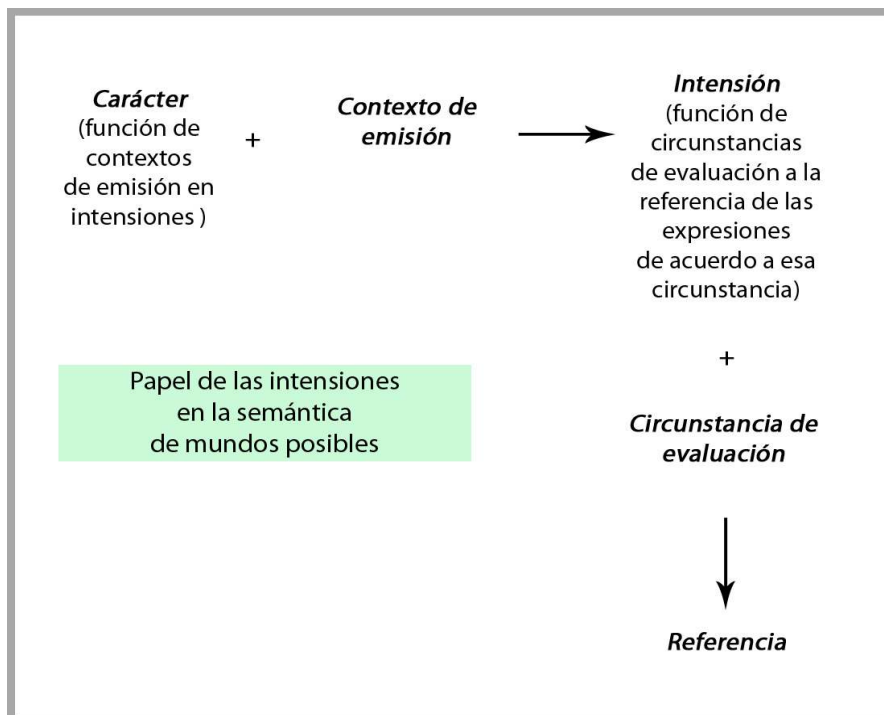 Carácter
(función de
contextos
de emisión en
intensiones )
+
Contexto de
emisión
Intensión
(función de
circunstancias
de evaluación a la
referencia de las
expresiones
de acuerdo a esa
circunstancia)
+
Papel de las intensiones
en la semántica
de mundos posibles
Circunstancia de
evaluación
Referencia